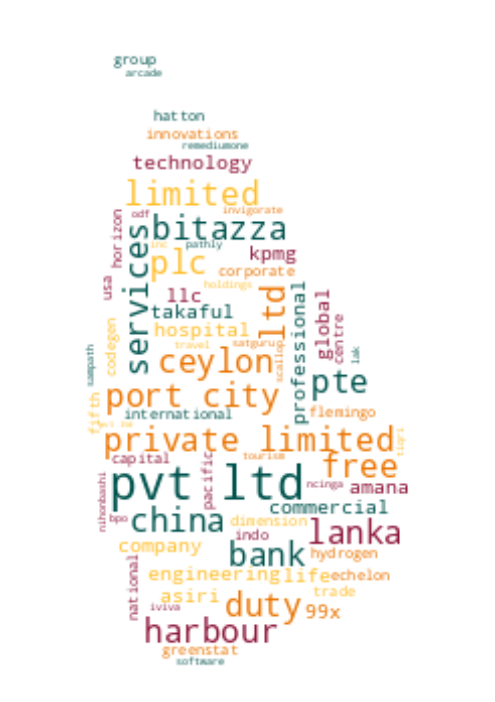 group
arcade
hatton
innovations
remediumone
technology
limited
invigorate
odf
horizon
services
bitazza
inc
pathly
kpmg
plc
corporate
usa
holdings
llc
ltd
professional
global
takaful
centre
hospital
codegen
travel
satguru
lak
sampath
ceylon
scallop
pte
port city
fifth
international
flemingo
private limited
tiqri
capital
tourism
free
pacific
pvt ltd
ncinga
amana
nihonbashi
commercial
bpo
china
dimension
lanka
indo
company
bank
hydrogen
national
engineering
life
echelon
asiri
trade
iviva
duty
99x
harbour
greenstat
software